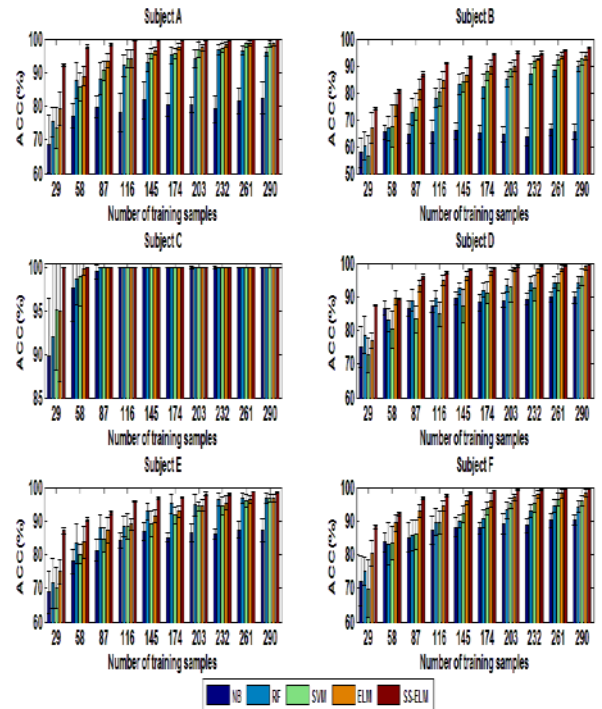 Subject A
ACC(%)
100
90
80
70
60
29 58 87 116 145 174 203 232 261 290
Number of training samples
Subject B
ACC(%)
100
90
80
70
60
50
29 58 87 116 145 174 203 232 261 290
Number of training samples
Subject C
ACC(%)
100
95
90
85
29 58 87 116 145 174 203 232 261 290
Number of training samples
Subject D
ACC(%)
100
90
80
70
60
29 58 87 116 145 174 203 232 261 290
Number of training samples
Subject E
ACC(%)
100
90
80
70
60
29 58 87 116 145 174 203 232 261 290
Number of training samples
Subject F
ACC(%)
100
90
80
70
60
29 58 87 116 145 174 203 232 261 290
Number of training samples
NB RF SVM ELM SS-ELM